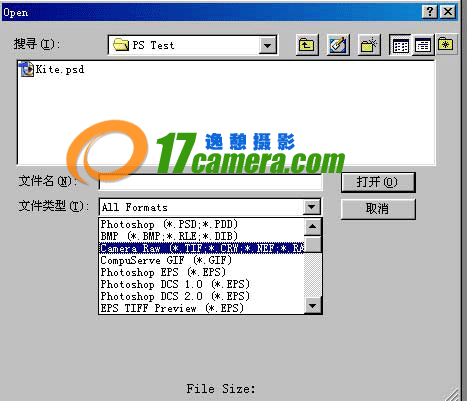 Open
搜寻(I):
PS Test
Kite.psd
逸憩摄影
17camera.com
文件名(N):
打开(O)
文件类型(T):
All Formats
取消
Photoshop (*.PSD;*.PDD)
BMP (*.BMP;*.RLE;*.DIB)
Camera Raw (*.TIF;*.CRW;*.NEF;*.RA
CompuServe GIF (*.GIF)
Photoshop EPS (*.EPS)
Photoshop DCS 1.0 (*.EPS)
Photoshop DCS 2.0 (*.EPS)
EPS TIFF Preview (*.EPS)
File Size: